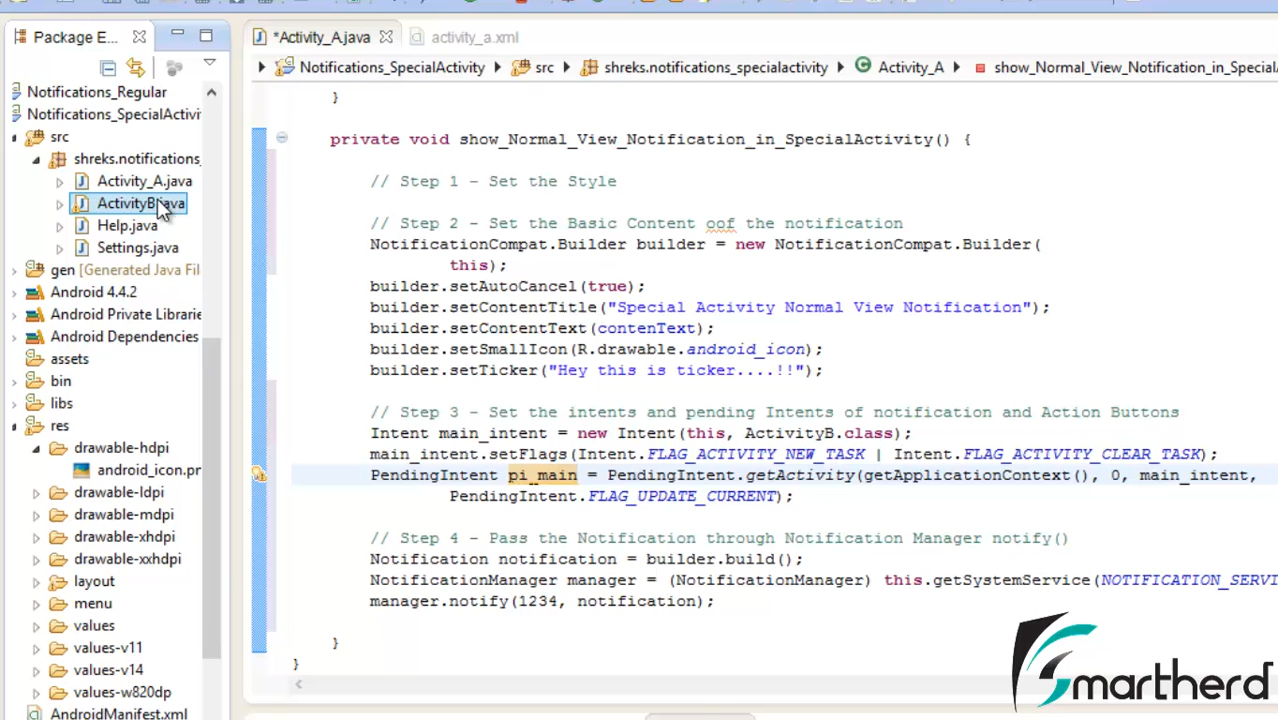 Package E...
*Activity_A.java
activity_a.xml
Notifications_SpecialActivity
src
shreks.notifications_specialactivity
Activity_A
show_Normal_View_Notification_in_Special
Notifications_Regular
Notifications_SpecialActivi
src
shreks.notifications_
Activity_A.java
ActivityB.java
Help.java
Settings.java
gen [Generated Java Fil
Android 4.4.2
Android Private Librarie
Android Dependencies
assets
bin
libs
res
drawable-hdpi
android_icon.pn
drawable-ldpi
drawable-mdpi
drawable-xhdpi
drawable-xxhdpi
layout
menu
values
values-v11
values-v14
values-w820dp
AndroidManifest.xml
}
private void show_Normal_View_Notification_in_SpecialActivity() {
// Step 1 - Set the Style
// Step 2 - Set the Basic Content oof the notification
NotificationCompat.Builder builder = new NotificationCompat.Builder(
this);
builder.setAutoCancel(true);
builder.setContentTitle("Special Activity Normal View Notification");
builder.setContentText(contenText);
builder.setSmallIcon(R.drawable.android_icon);
builder.setTicker("Hey this is ticker....!!");
// Step 3 - Set the intents and pending Intents of notification and Action Buttons
Intent main_intent = new Intent(this, ActivityB.class);
main_intent.setFlags(Intent.FLAG_ACTIVITY_NEW_TASK | Intent.FLAG_ACTIVITY_CLEAR_TASK);
PendingIntent pi_main = PendingIntent.getActivity(getApplicationContext(), 0, main_intent,
PendingIntent.FLAG_UPDATE_CURRENT);
// Step 4 - Pass the Notification through Notification Manager notify()
Notification notification = builder.build();
NotificationManager manager = (NotificationManager) this.getSystemService(NOTIFICATION_SERVI
manager.notify(1234, notification);
}
}
Smartherd